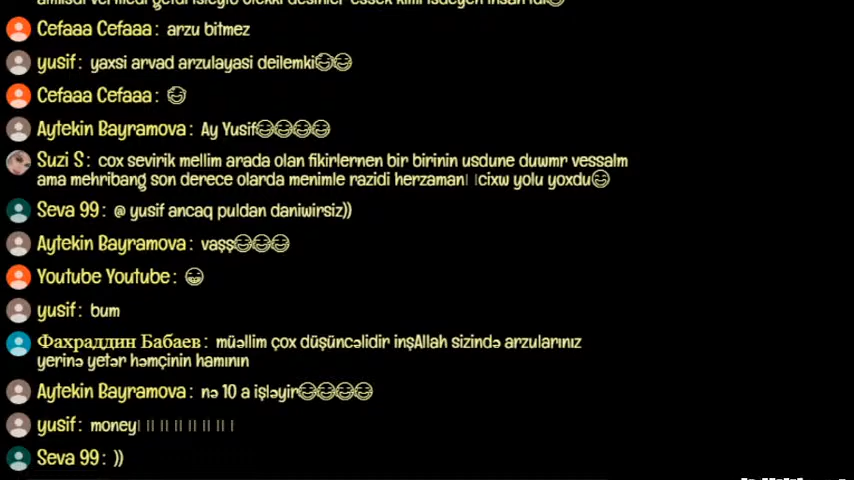 Cefaaa Cefaaa: arzu bitmez
yusif: yaxsi arvad arzulayasi deilemki😂😂
Cefaaa Cefaaa: 😂
Aytekin Bayramova: Ay Yusif😂😂😂😂
Suzi S: cox sevirik mellim arada olan fikirlernen bir birinin usdune duwmr vessalm
ama mehribang son derece olarda menimle razidi herzaman cixw yolu yoxdu😊
Seva 99: @ yusif ancaq puldan daniwirsiz))
Aytekin Bayramova: vaşş😂😂😂
Youtube Youtube: 😁
yusif: bum
Фахраддин Бабаев: müəllim çox düşüncəlidir inşAllah sizində arzularınız
yerinə yetər həmçinin hamının
Aytekin Bayramova: nə 10 a işləyir😂😂😂😂
yusif: money
Seva 99: ))